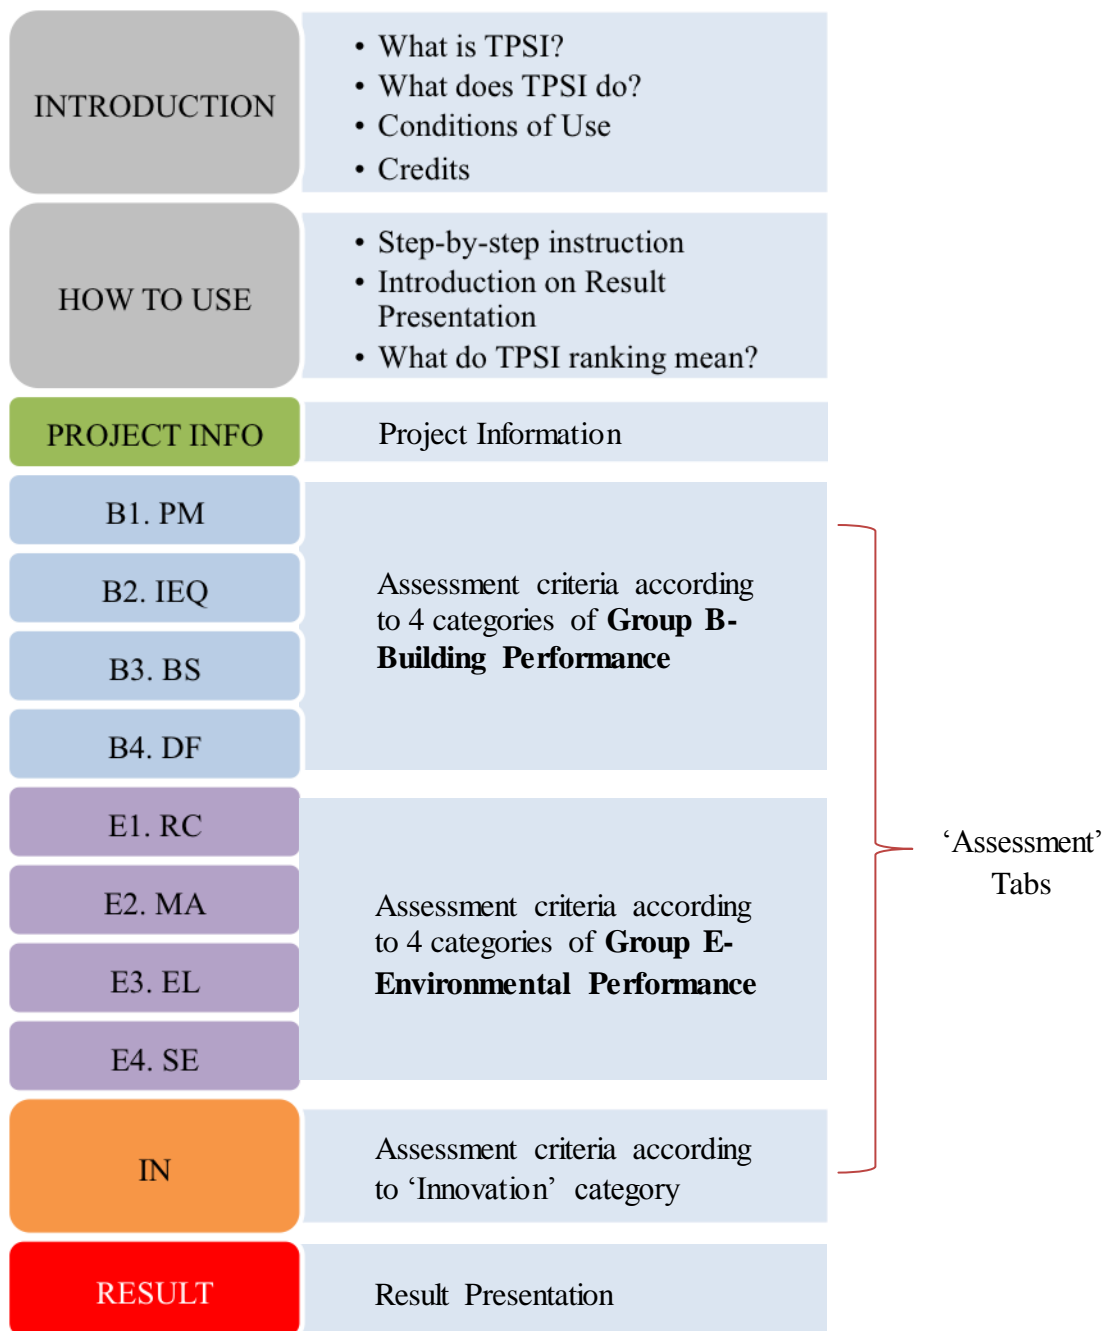 INTRODUCTION
• What is TPSI?
• What does TPSI do?
• Conditions of Use
• Credits
HOW TO USE
• Step-by-step instruction
• Introduction on Result
Presentation
• What do TPSI ranking mean?
PROJECT INFO
Project Information
B1. PM
B2. IEQ
B3. BS
B4. DF
Assessment criteria according
to 4 categories of Group B-
Building Performance
E1. RC
E2. MA
E3. EL
E4. SE
Assessment criteria according
to 4 categories of Group E-
Environmental Performance
IN
Assessment criteria according
to ‘Innovation’ category
‘Assessment’
Tabs
RESULT
Result Presentation